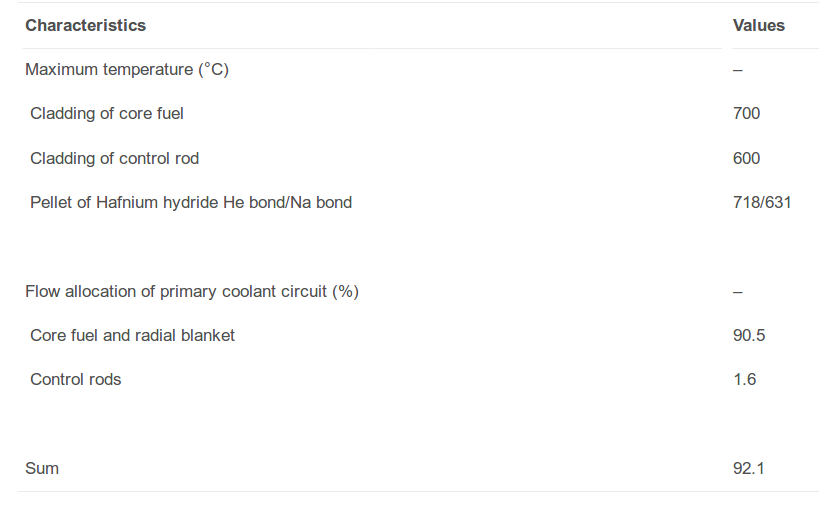 Characteristics Values
Maximum temperature (°C) –
Cladding of core fuel 700
Cladding of control rod 600
Pellet of Hafnium hydride He bond/Na bond 718/631
Flow allocation of primary coolant circuit (%) –
Core fuel and radial blanket 90.5
Control rods 1.6
Sum 92.1